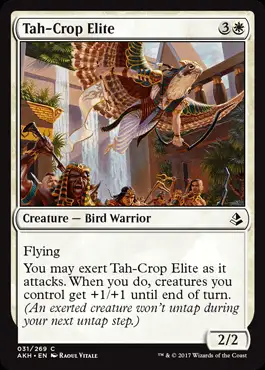 Tah-Crop Elite 3
Creature — Bird Warrior
Flying
You may exert Tah-Crop Elite as it
attacks. When you do, creatures you
control get +1/+1 until end of turn.
(An exerted creature won't untap during
your next untap step.)
2/2
031/269 C
AKH • EN Raoul Vitale
™ & © 2017 Wizards of the Coast